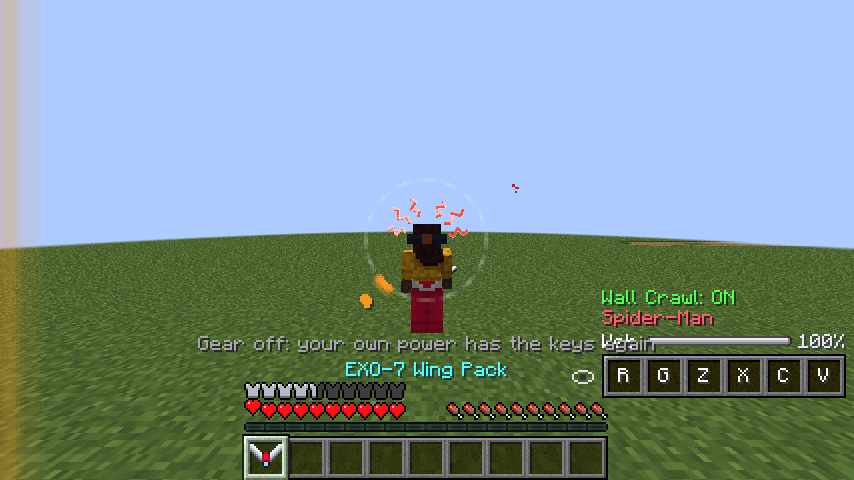 Wall Crawl: ON
Spider-Man
Web 100%
Gear off: your own power has the keys again
EXO-7 Wing Pack
R G Z X C V